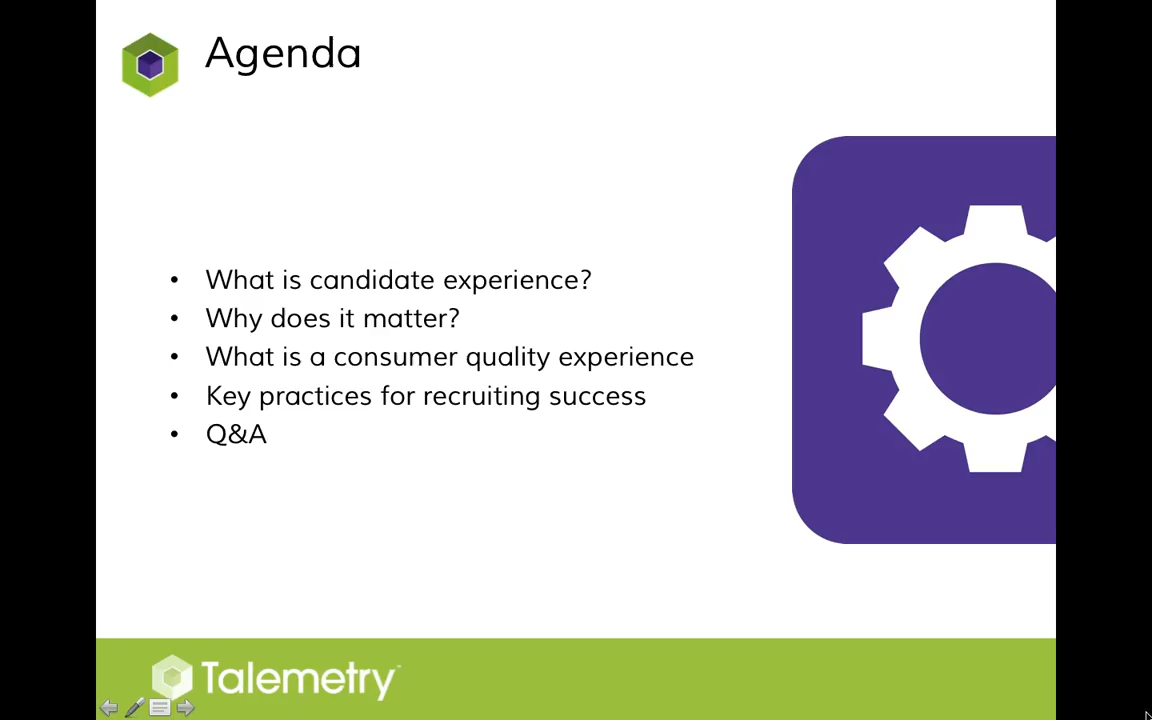 Agenda
• What is candidate experience?
• Why does it matter?
• What is a consumer quality experience
• Key practices for recruiting success
• Q&A
Talemetry